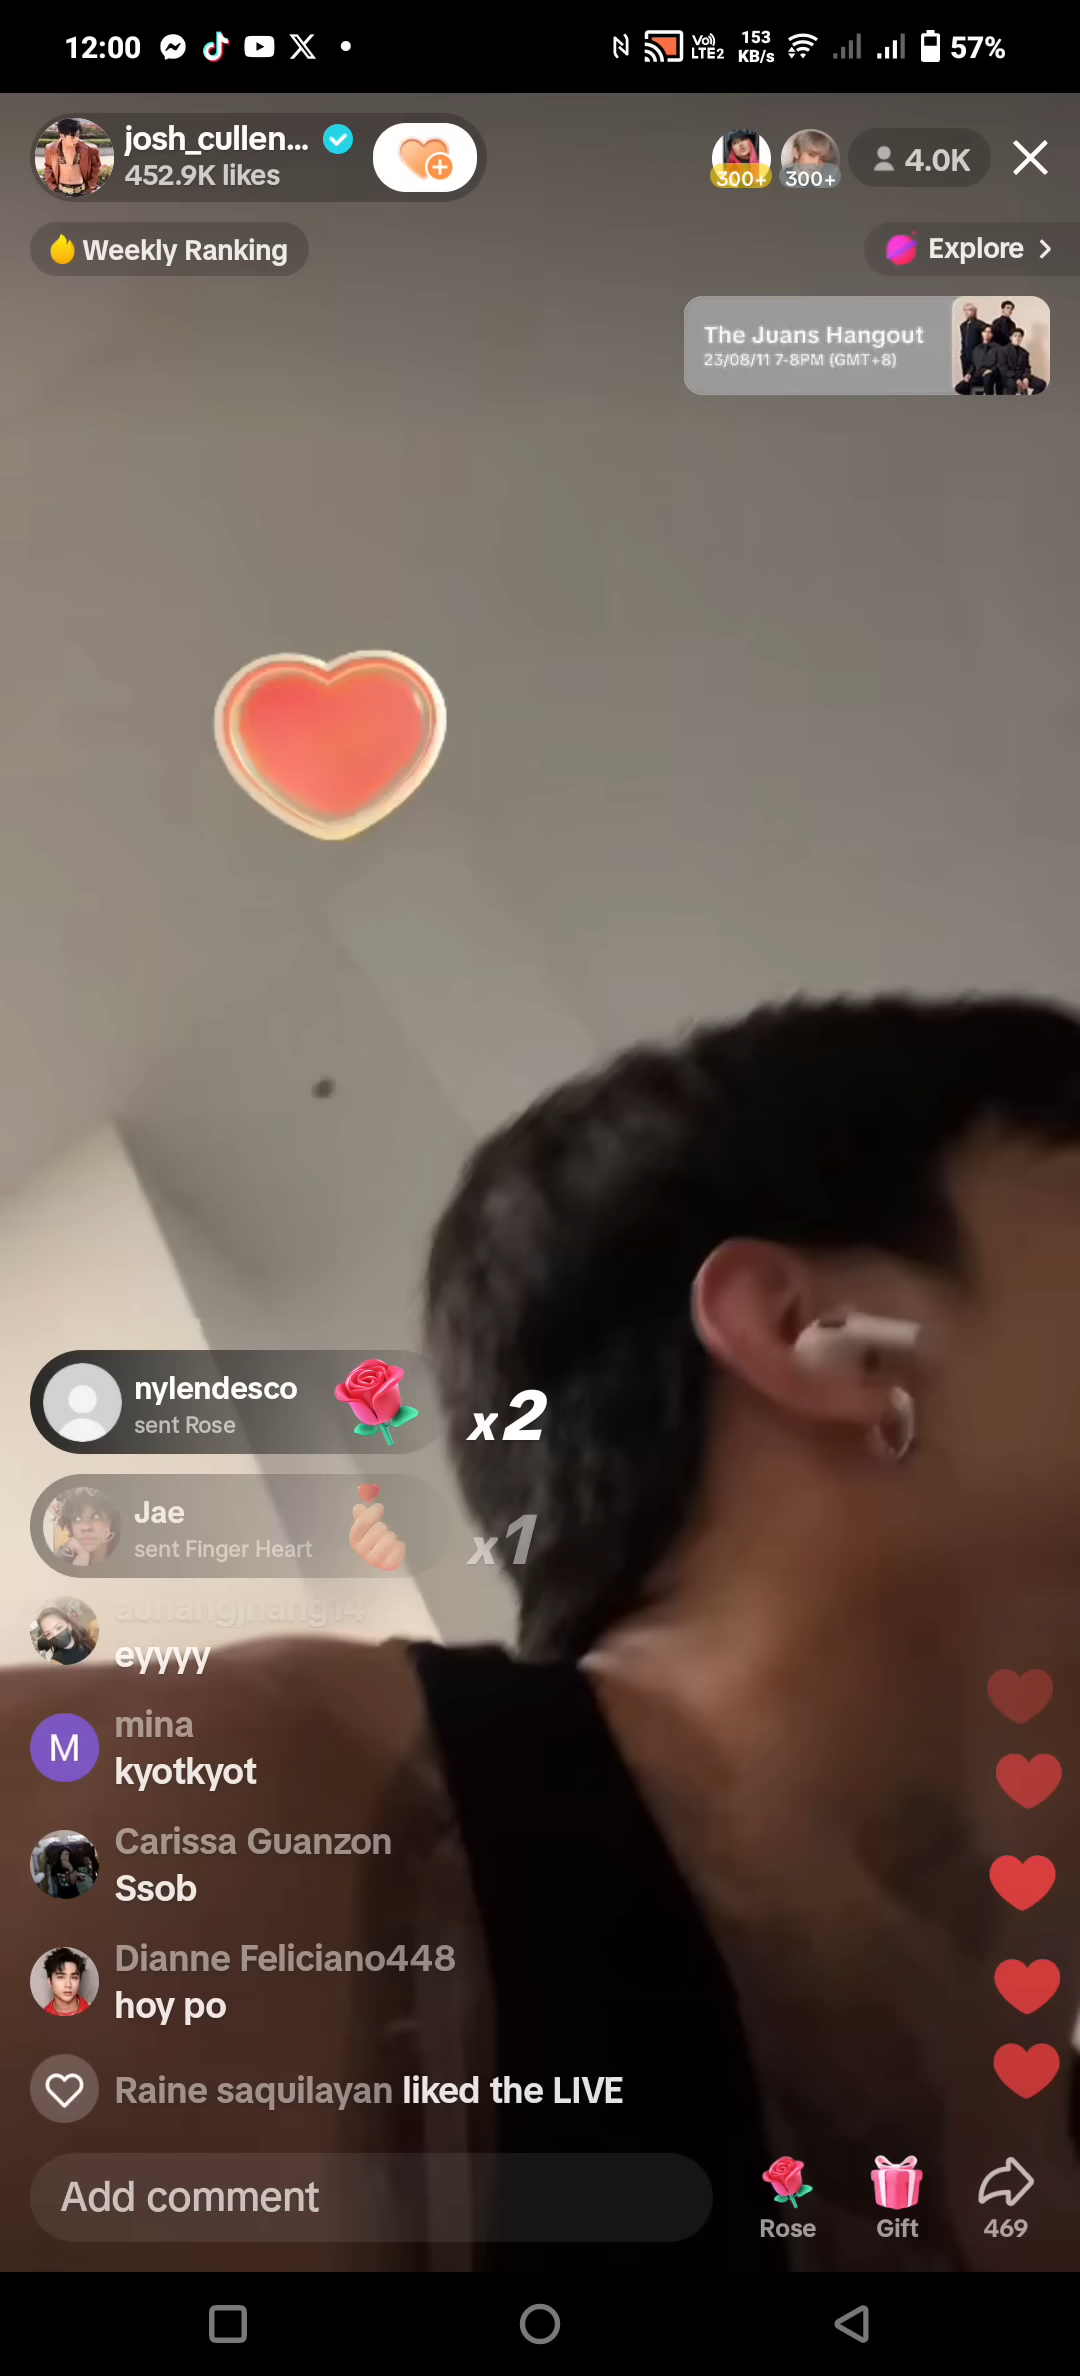 12:00
Vo)) LTE2
153 KB/s
57%
josh_cullen...
452.9K likes
300+
300+
4.0K
Weekly Ranking
Explore
The Juans Hangout
23/08/11 7-8PM (GMT+8)
nylendesco
sent Rose
x2
Jae
sent Finger Heart
x1
eyyyy
M
mina
kyotkyot
Carissa Guanzon
Ssob
Dianne Feliciano448
hoy po
Raine saquilayan liked the LIVE
Add comment
Rose
Gift
469